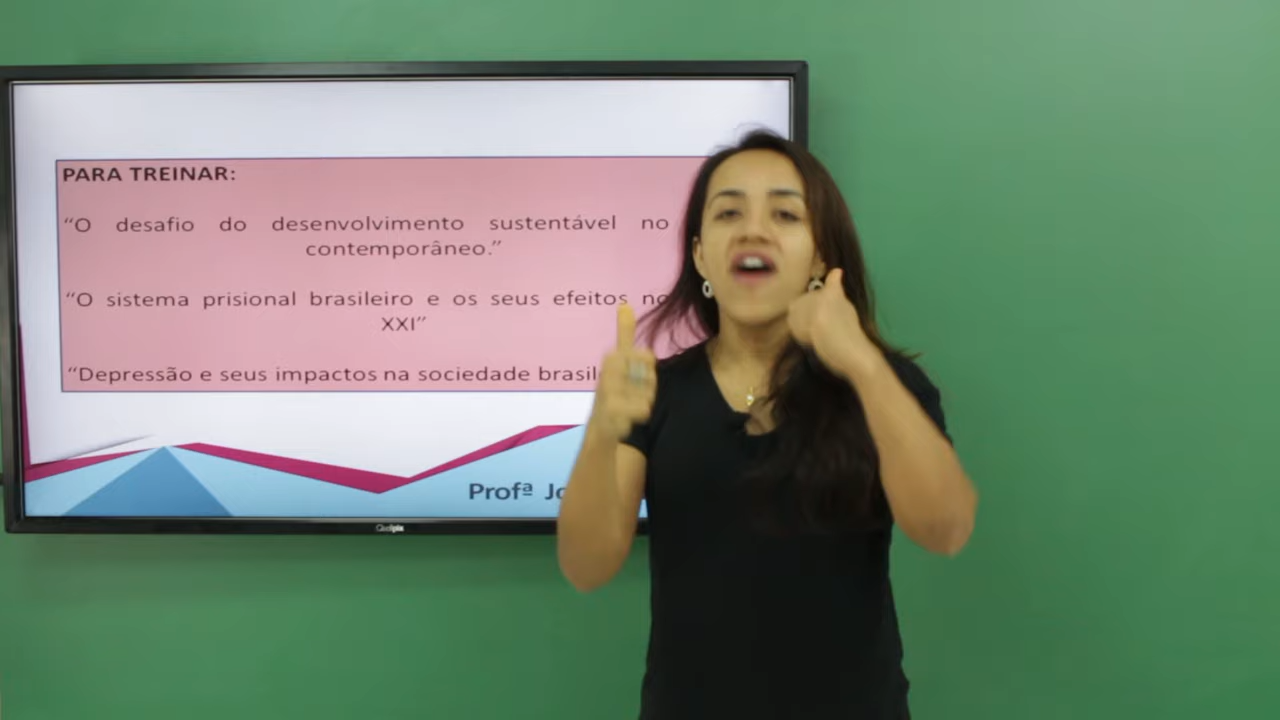 PARA TREINAR:
“O desafio do desenvolvimento sustentável no
contemporâneo.”
“O sistema prisional brasileiro e os seus efeitos no
XXI”
“Depressão e seus impactos na sociedade
Profª